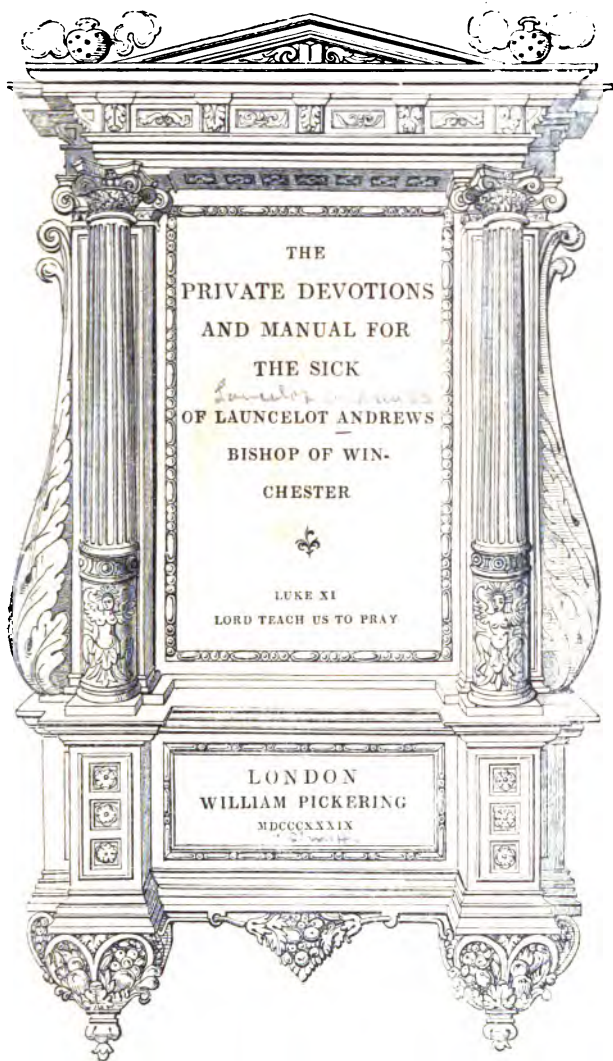 THE
PRIVATE DEVOTIONS
AND MANUAL FOR
THE SICK
Launcelot
OF LAUNCELOT ANDREWS
BISHOP OF WIN-
CHESTER
LUKE XI
LORD TEACH US TO PRAY
LONDON
WILLIAM PICKERING
MDCCCXXXIX